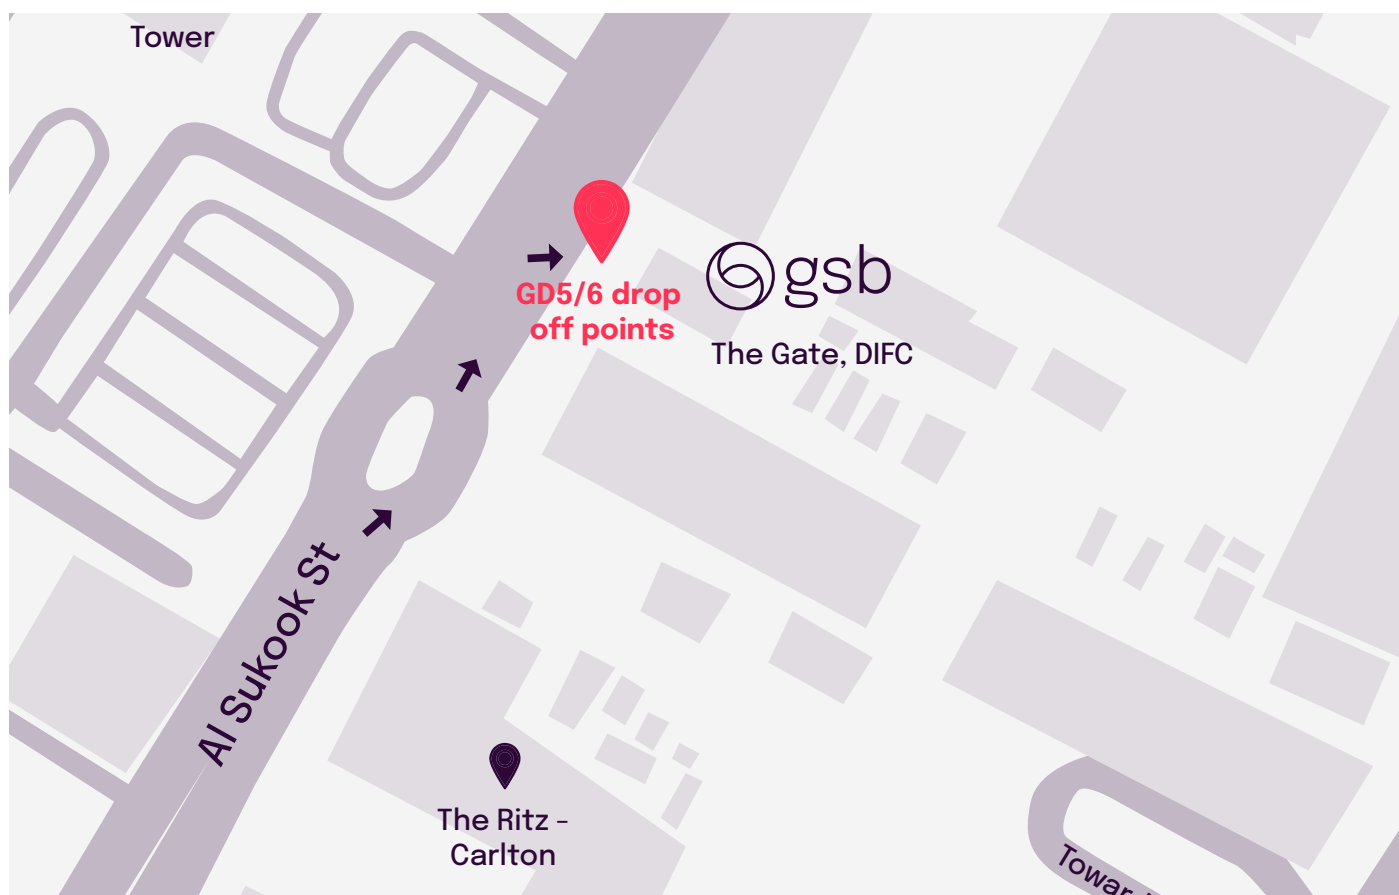 Tower
gsb
GD5/6 drop
off points
The Gate, DIFC
Al Sukook St
The Ritz –
Carlton